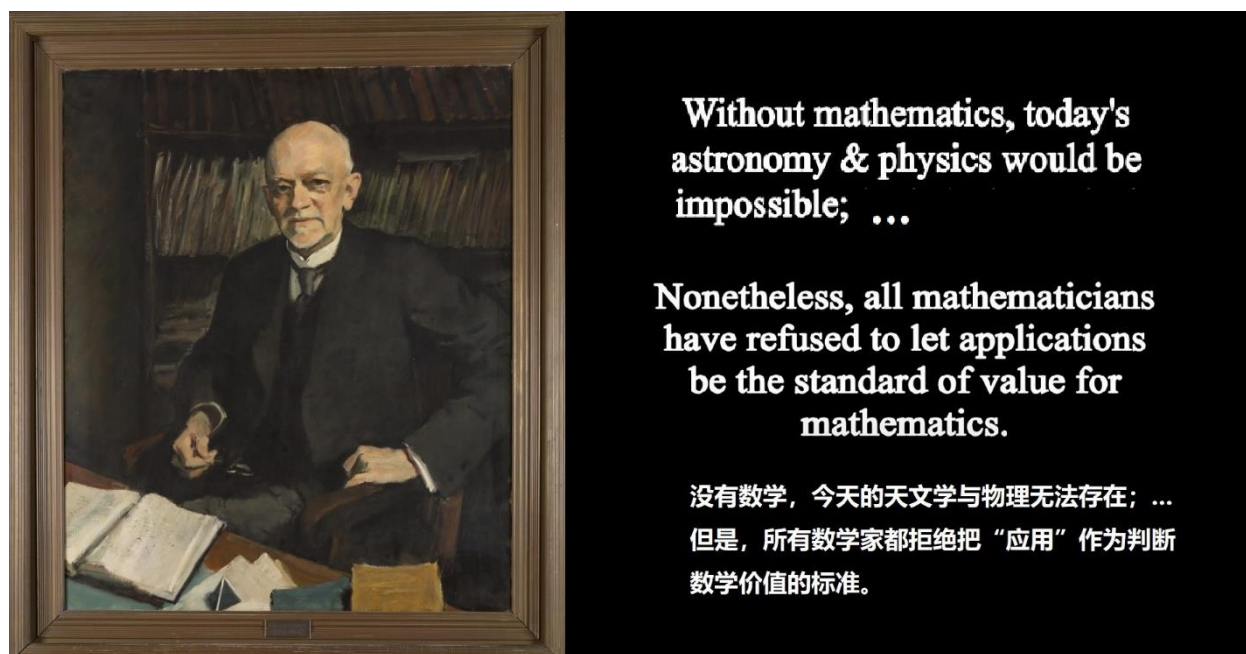 Without mathematics, today's
astronomy & physics would be
impossible; ...
Nonetheless, all mathematicians
have refused to let applications
be the standard of value for
mathematics.
没有数学，今天的天文学与物理无法存在；...
但是，所有数学家都拒绝把“应用”作为判断
数学价值的标准。